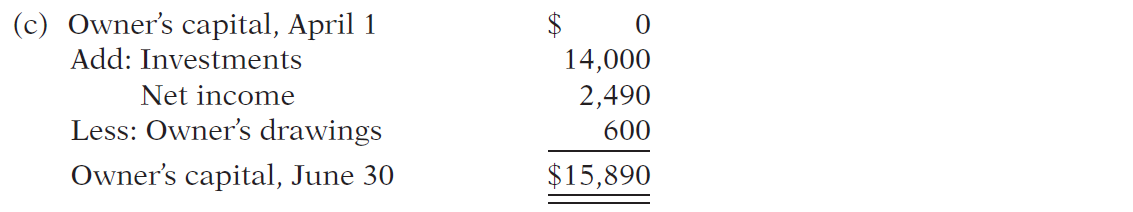 (c) Owner's capital, April 1 $ 0
Add: Investments 14,000
Net income 2,490
Less: Owner's drawings 600
Owner's capital, June 30 $15,890